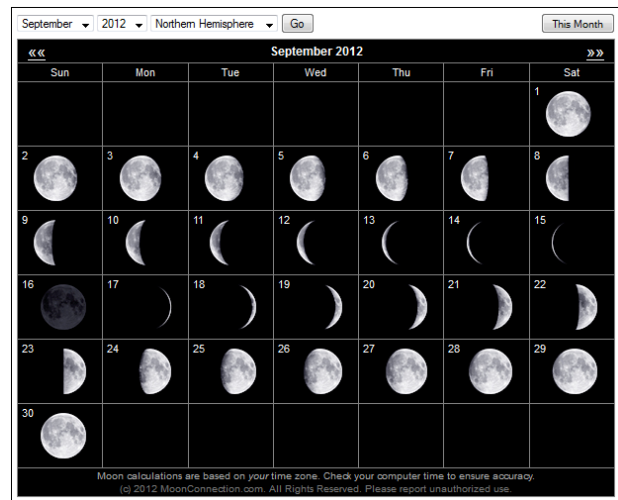 September 2012 Northern Hemisphere Go This Month
«« September 2012 »»
Sun Mon Tue Wed Thu Fri Sat
1
2 3 4 5 6 7 8
9 10 11 12 13 14 15
16 17 18 19 20 21 22
23 24 25 26 27 28 29
30
Moon calculations are based on your time zone. Check your computer time to ensure accuracy.
(c) 2012 MoonConnection.com. All Rights Reserved. Please report unauthorized use.